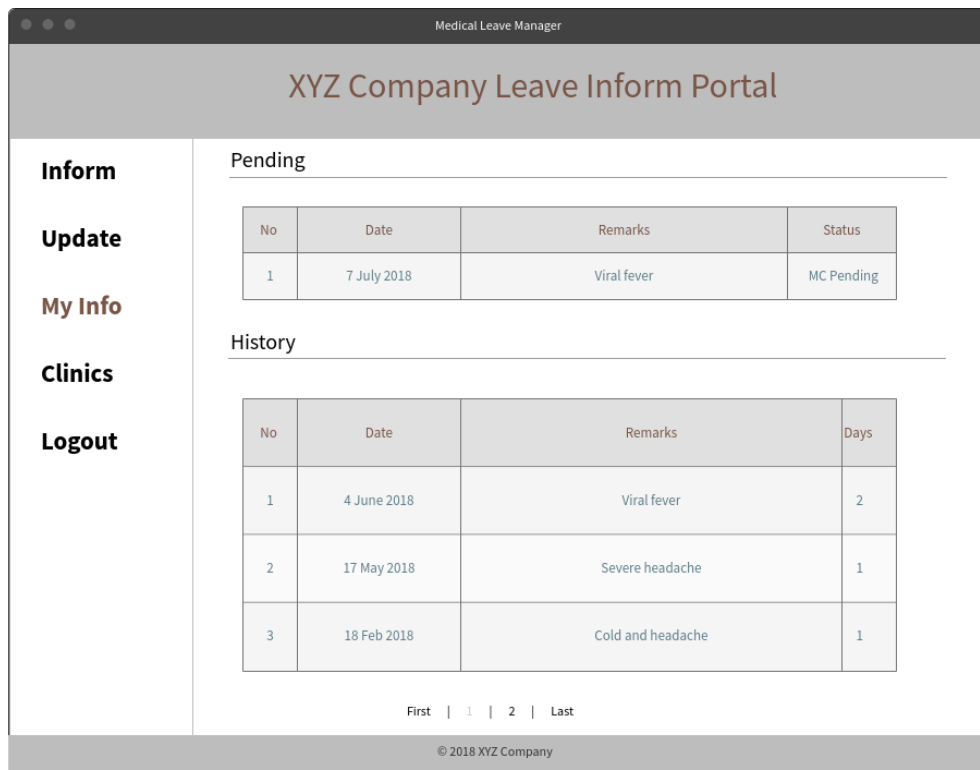 Medical Leave Manager
XYZ Company Leave Inform Portal
Inform
Update
My Info
Clinics
Logout
Pending
No Date Remarks Status
1 7 July 2018 Viral fever MC Pending
History
No Date Remarks Days
1 4 June 2018 Viral fever 2
2 17 May 2018 Severe headache 1
3 18 Feb 2018 Cold and headache 1
First | 1 | 2 | Last
© 2018 XYZ Company